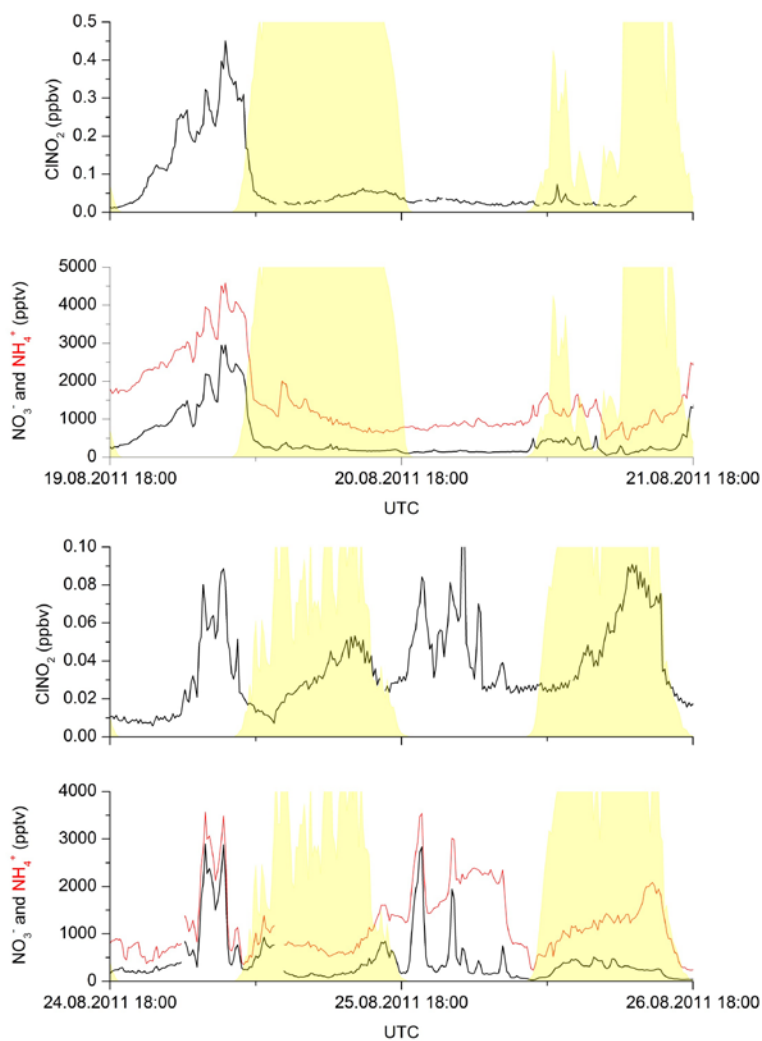 0.5
0.4
0.3
0.2
0.1
0.0
ClNO₂ (ppbv)
5000
4000
3000
2000
1000
0
NO₃⁻ and NH₄⁺ (pptv)
19.08.2011 18:00 20.08.2011 18:00 21.08.2011 18:00
UTC
0.10
0.08
0.06
0.04
0.02
0.00
ClNO₂ (ppbv)
4000
3000
2000
1000
0
NO₃⁻ and NH₄⁺ (pptv)
24.08.2011 18:00 25.08.2011 18:00 26.08.2011 18:00
UTC